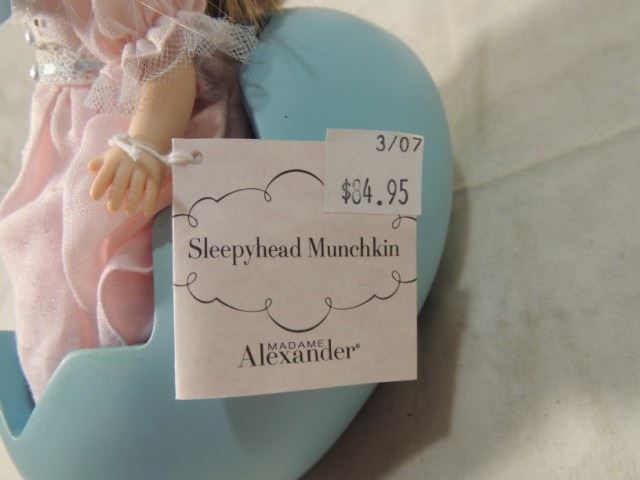 3/07
$84.95
Sleepyhead Munchkin
MADAME
Alexander®